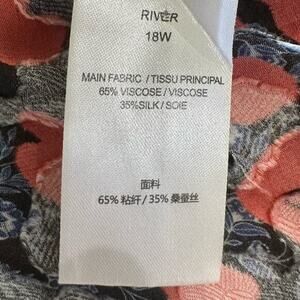 RIVER
18W
MAIN FABRIC / TISSU PRINCIPAL
65% VISCOSE / VISCOSE
35%SILK / SOIE
面料
65% 粘纤 / 35% 桑蚕丝